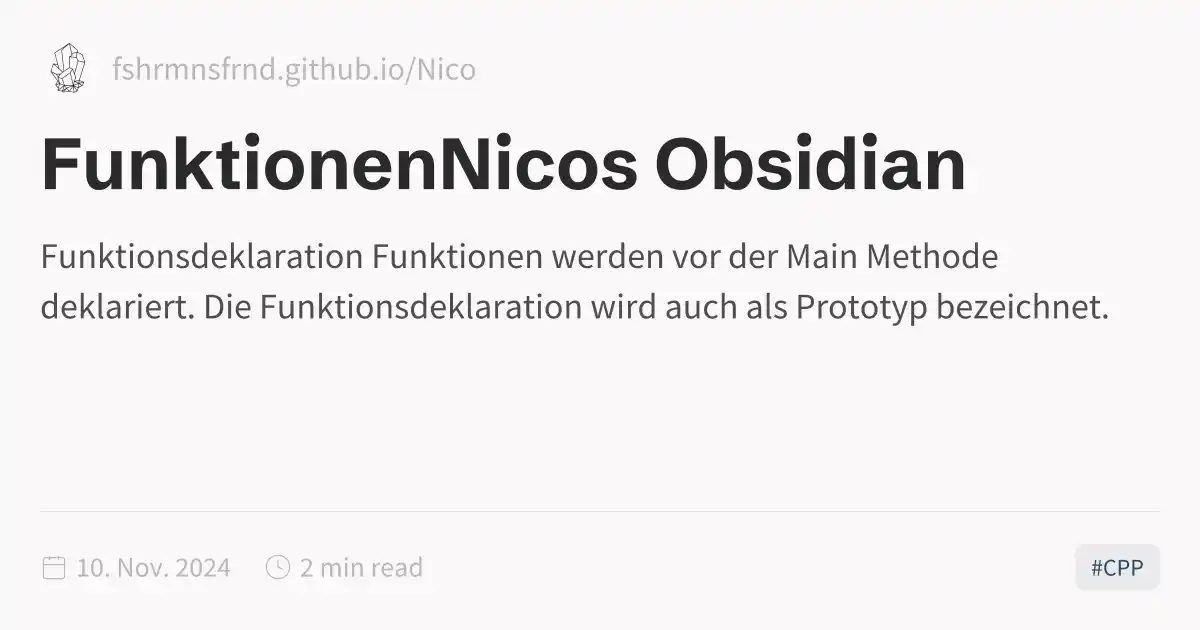 fshrmnsfrnd.github.io/Nico
FunktionenNicos Obsidian
Funktionsdeklaration Funktionen werden vor der Main Methode
deklariert. Die Funktionsdeklaration wird auch als Prototyp bezeichnet.
10. Nov. 2024 2 min read #CPP